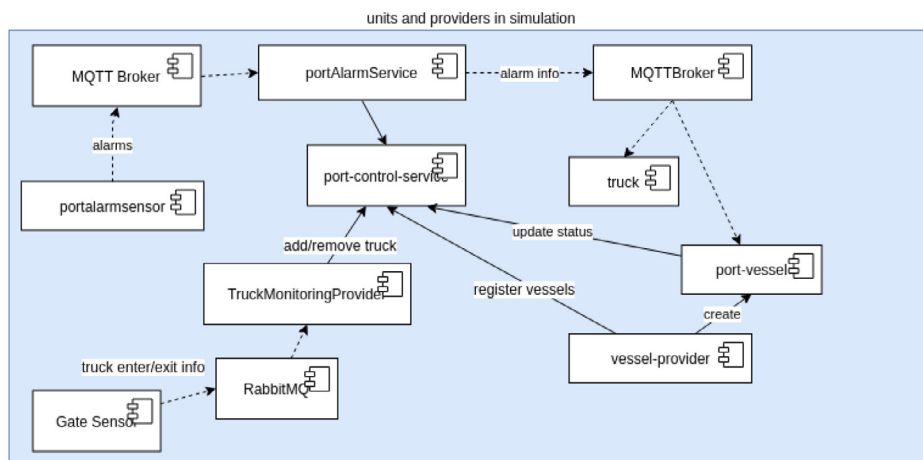 units and providers in simulation
MQTT Broker
portAlarmService
alarm info
MQTTBroker
alarms
port-control-service
truck
portalarmsensor
update status
add/remove truck
port-vessel
TruckMonitoringProvider
register vessels
create
truck enter/exit info
RabbitMQ
vessel-provider
Gate Sensor